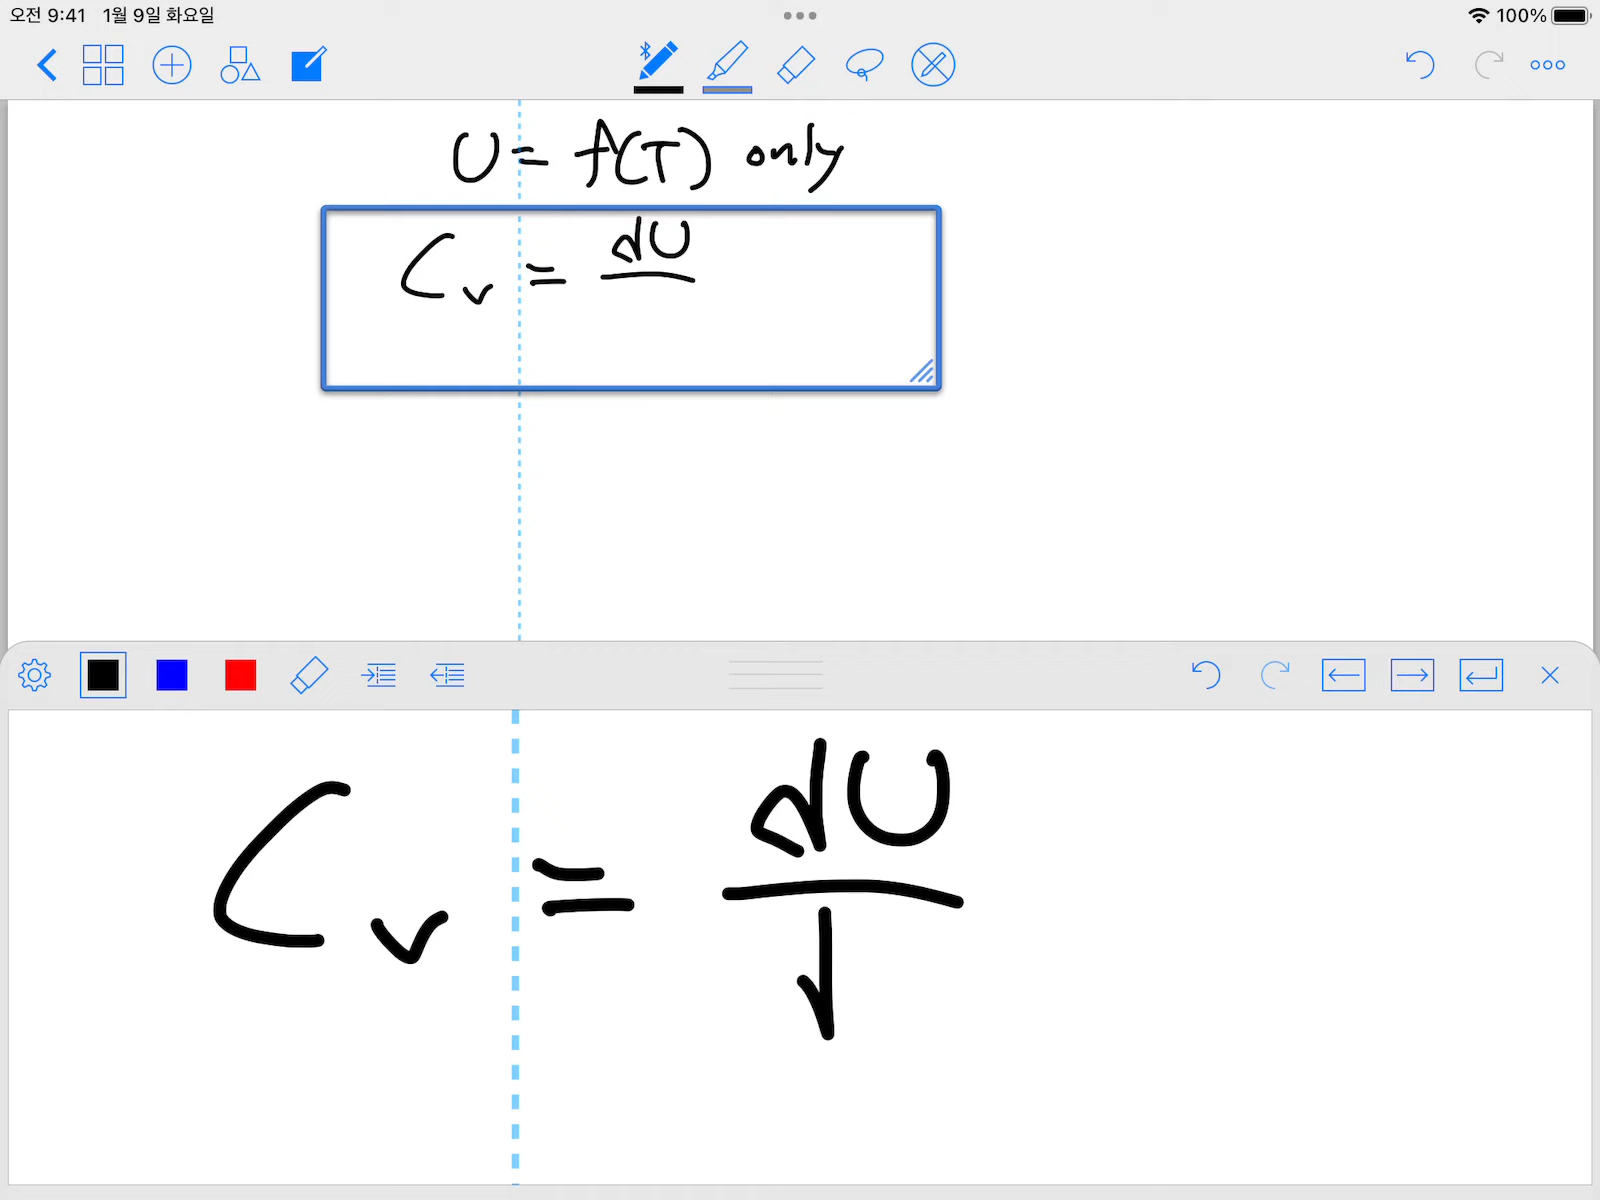 오전 9:41 1월 9일 화요일 100%
U = f(T) only
Cv = dU
Cv = dU